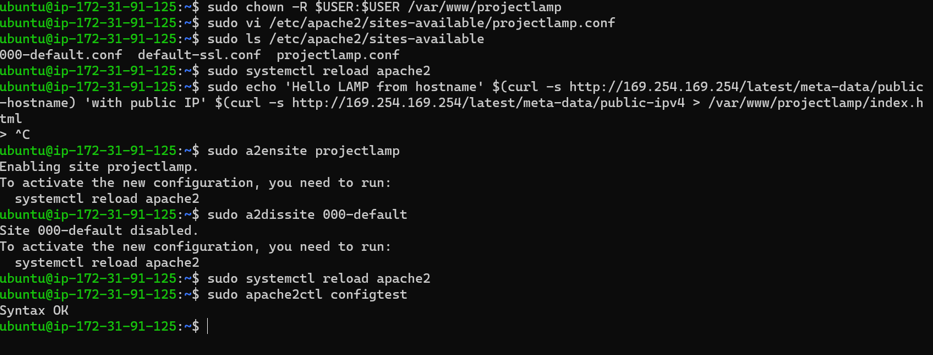 ubuntu@ip-172-31-91-125:~$ sudo chown -R $USER:$USER /var/www/projectlamp
ubuntu@ip-172-31-91-125:~$ sudo vi /etc/apache2/sites-available/projectlamp.conf
ubuntu@ip-172-31-91-125:~$ sudo ls /etc/apache2/sites-available
000-default.conf  default-ssl.conf  projectlamp.conf
ubuntu@ip-172-31-91-125:~$ sudo systemctl reload apache2
ubuntu@ip-172-31-91-125:~$ sudo echo 'Hello LAMP from hostname' $(curl -s http://169.254.169.254/latest/meta-data/public
-hostname) 'with public IP' $(curl -s http://169.254.169.254/latest/meta-data/public-ipv4 > /var/www/projectlamp/index.h
tml
> ^C
ubuntu@ip-172-31-91-125:~$ sudo a2ensite projectlamp
Enabling site projectlamp.
To activate the new configuration, you need to run:
  systemctl reload apache2
ubuntu@ip-172-31-91-125:~$ sudo a2dissite 000-default
Site 000-default disabled.
To activate the new configuration, you need to run:
  systemctl reload apache2
ubuntu@ip-172-31-91-125:~$ sudo systemctl reload apache2
ubuntu@ip-172-31-91-125:~$ sudo apache2ctl configtest
Syntax OK
ubuntu@ip-172-31-91-125:~$